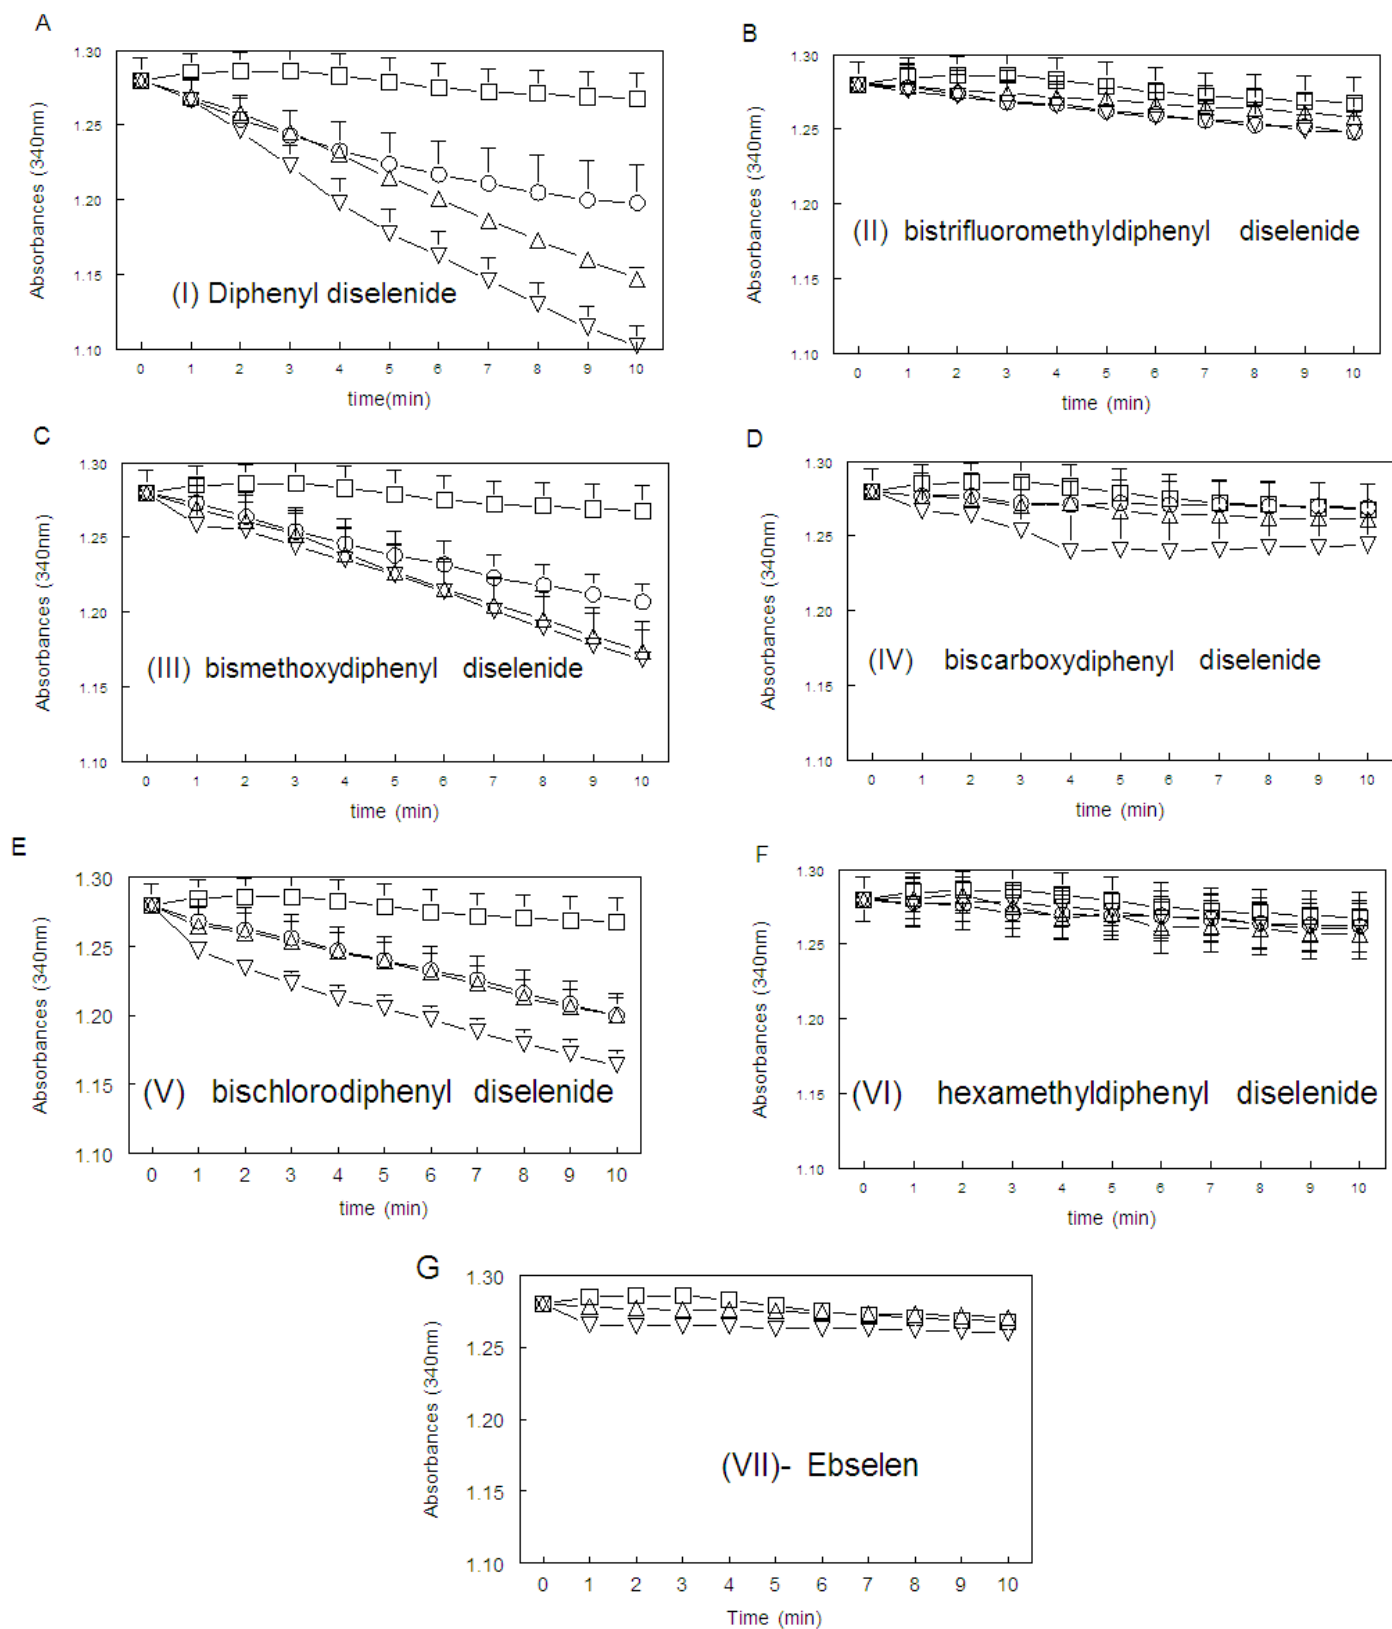 A
1.30
1.25
1.20
1.15
1.10
Absorbances (340nm)
(I) Diphenyl diselenide
0 1 2 3 4 5 6 7 8 9 10
time(min)
B
1.30
1.25
1.20
1.15
1.10
Absorbances (340nm)
(II) bistrifluoromethyldiphenyl diselenide
0 1 2 3 4 5 6 7 8 9 10
time (min)
C
1.30
1.25
1.20
1.15
1.10
Absorbances (340nm)
(III) bismethoxydiphenyl diselenide
0 1 2 3 4 5 6 7 8 9 10
time (min)
D
1.30
1.25
1.20
1.15
1.10
Absorbances (340nm)
(IV) biscarboxydiphenyl diselenide
0 1 2 3 4 5 6 7 8 9 10
time (min)
E
1.30
1.25
1.20
1.15
1.10
Absorbances (340nm)
(V) bischlorodiphenyl diselenide
0 1 2 3 4 5 6 7 8 9 10
time (min)
F
1.30
1.25
1.20
1.15
1.10
Absorbances (340nm)
(VI) hexamethyldiphenyl diselenide
0 1 2 3 4 5 6 7 8 9 10
time (min)
G
1.30
1.25
1.20
1.15
1.10
Absorbances (340nm)
(VII)- Ebselen
0 1 2 3 4 5 6 7 8 9 10
Time (min)